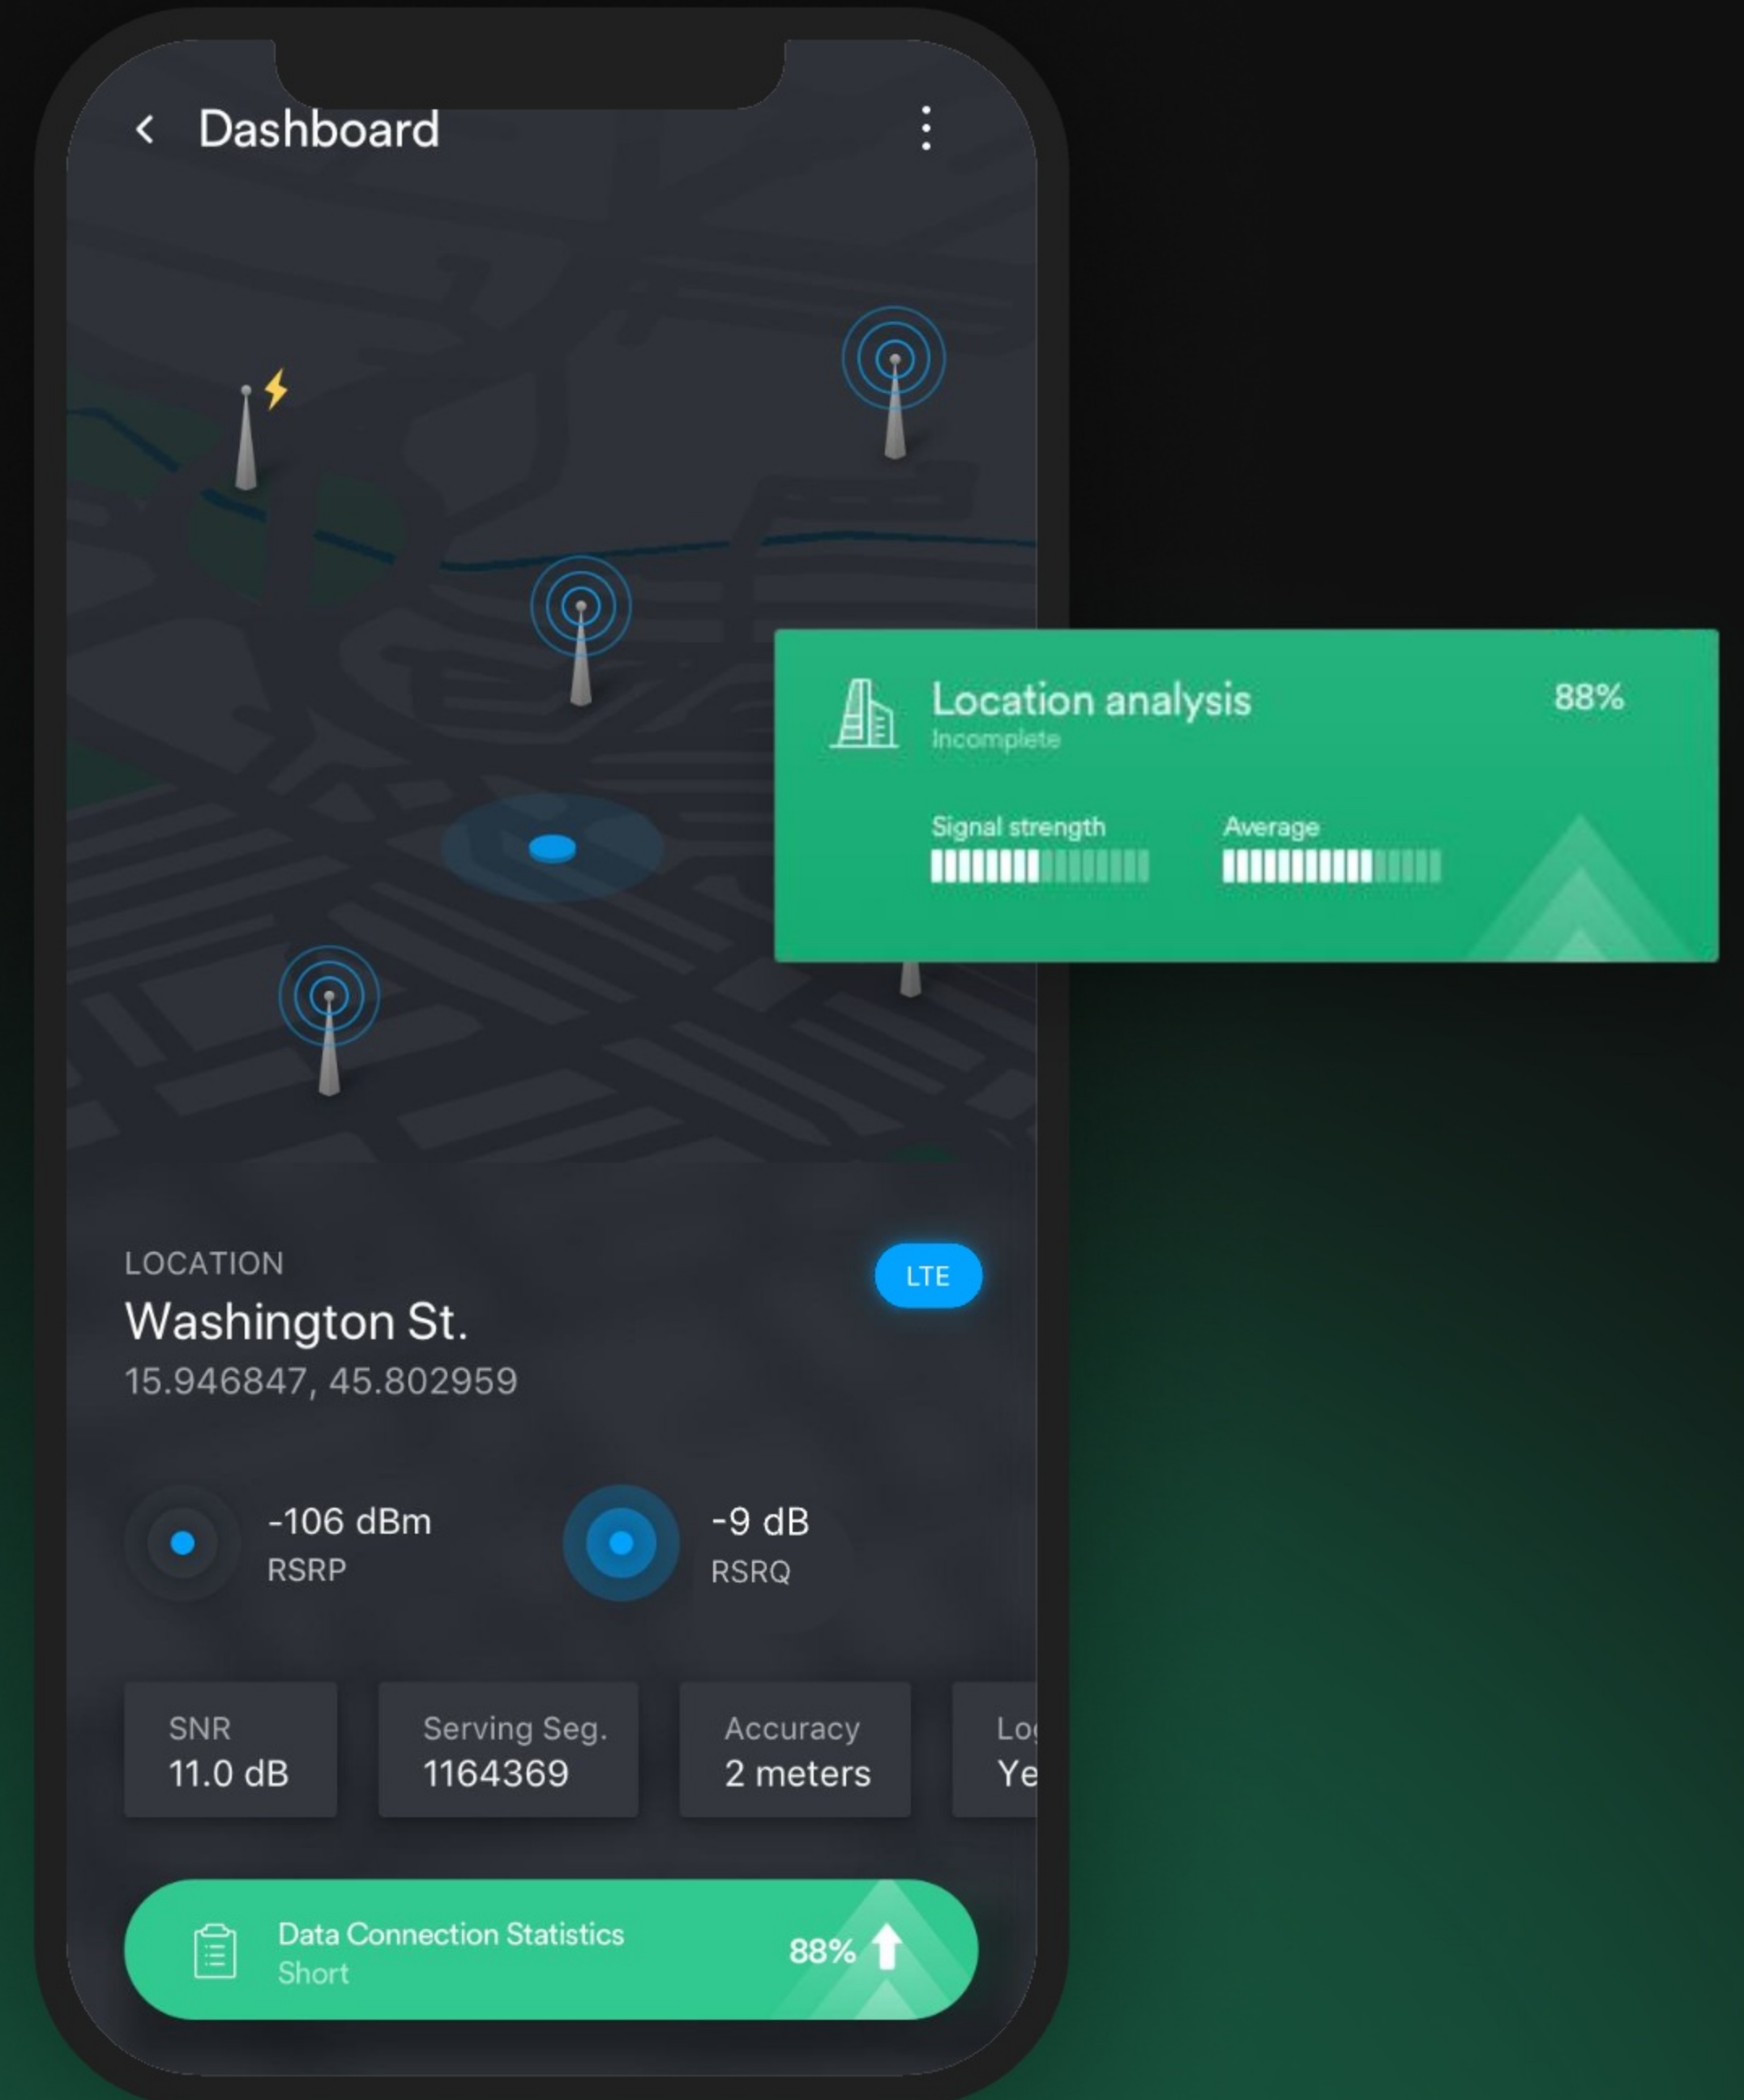 Dashboard
Location analysis
88%
Incomplete
Signal strength
Average
LOCATION
LTE
Washington St.
15.946847, 45.802959
-106 dBm
RSRP
-9 dB
RSRQ
SNR
11.0 dB
Serving Seg.
1164369
Accuracy
2 meters
Data Connection Statistics
88%
Short